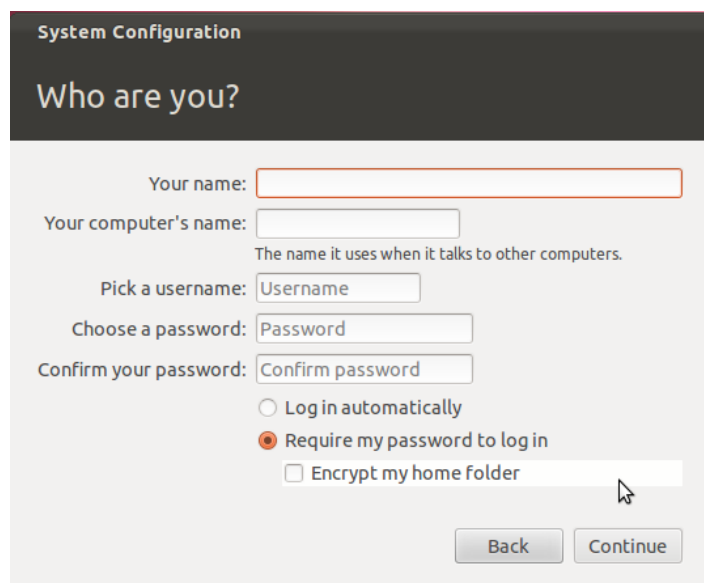 System Configuration
Who are you?
Your name:
Your computer's name:
The name it uses when it talks to other computers.
Pick a username: Username
Choose a password: Password
Confirm your password: Confirm password
Log in automatically
Require my password to log in
Encrypt my home folder
Back Continue